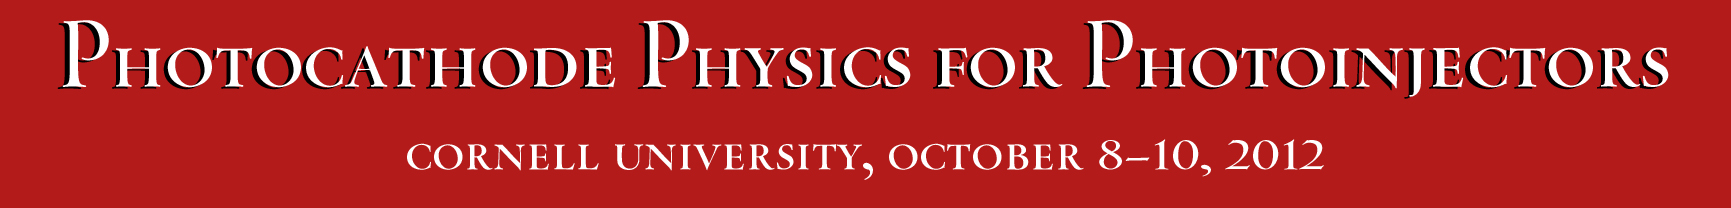 Photocathode Physics for Photoinjectors
cornell university, october 8–10, 2012